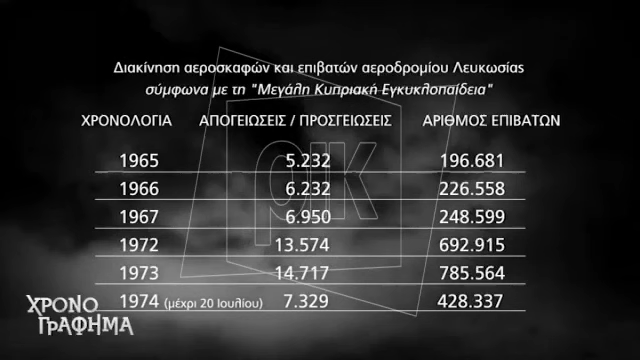 Διακίνηση αεροσκαφών και επιβατών αεροδρομίου Λευκωσίας
σύμφωνα με τη "Μεγάλη Κυπριακή Εγκυκλοπαίδεια"
ΧΡΟΝΟΛΟΓΙΑ ΑΠΟΓΕΙΩΣΕΙΣ / ΠΡΟΣΓΕΙΩΣΕΙΣ ΑΡΙΘΜΟΣ ΕΠΙΒΑΤΩΝ
1965 5.232 196.681
1966 6.232 226.558
1967 6.950 248.599
1972 13.574 692.915
1973 14.717 785.564
1974 (μέχρι 20 Ιουλίου) 7.329 428.337
ΧΡΟΝΟ
ΓΡΑΦΗΜΑ
ρικ